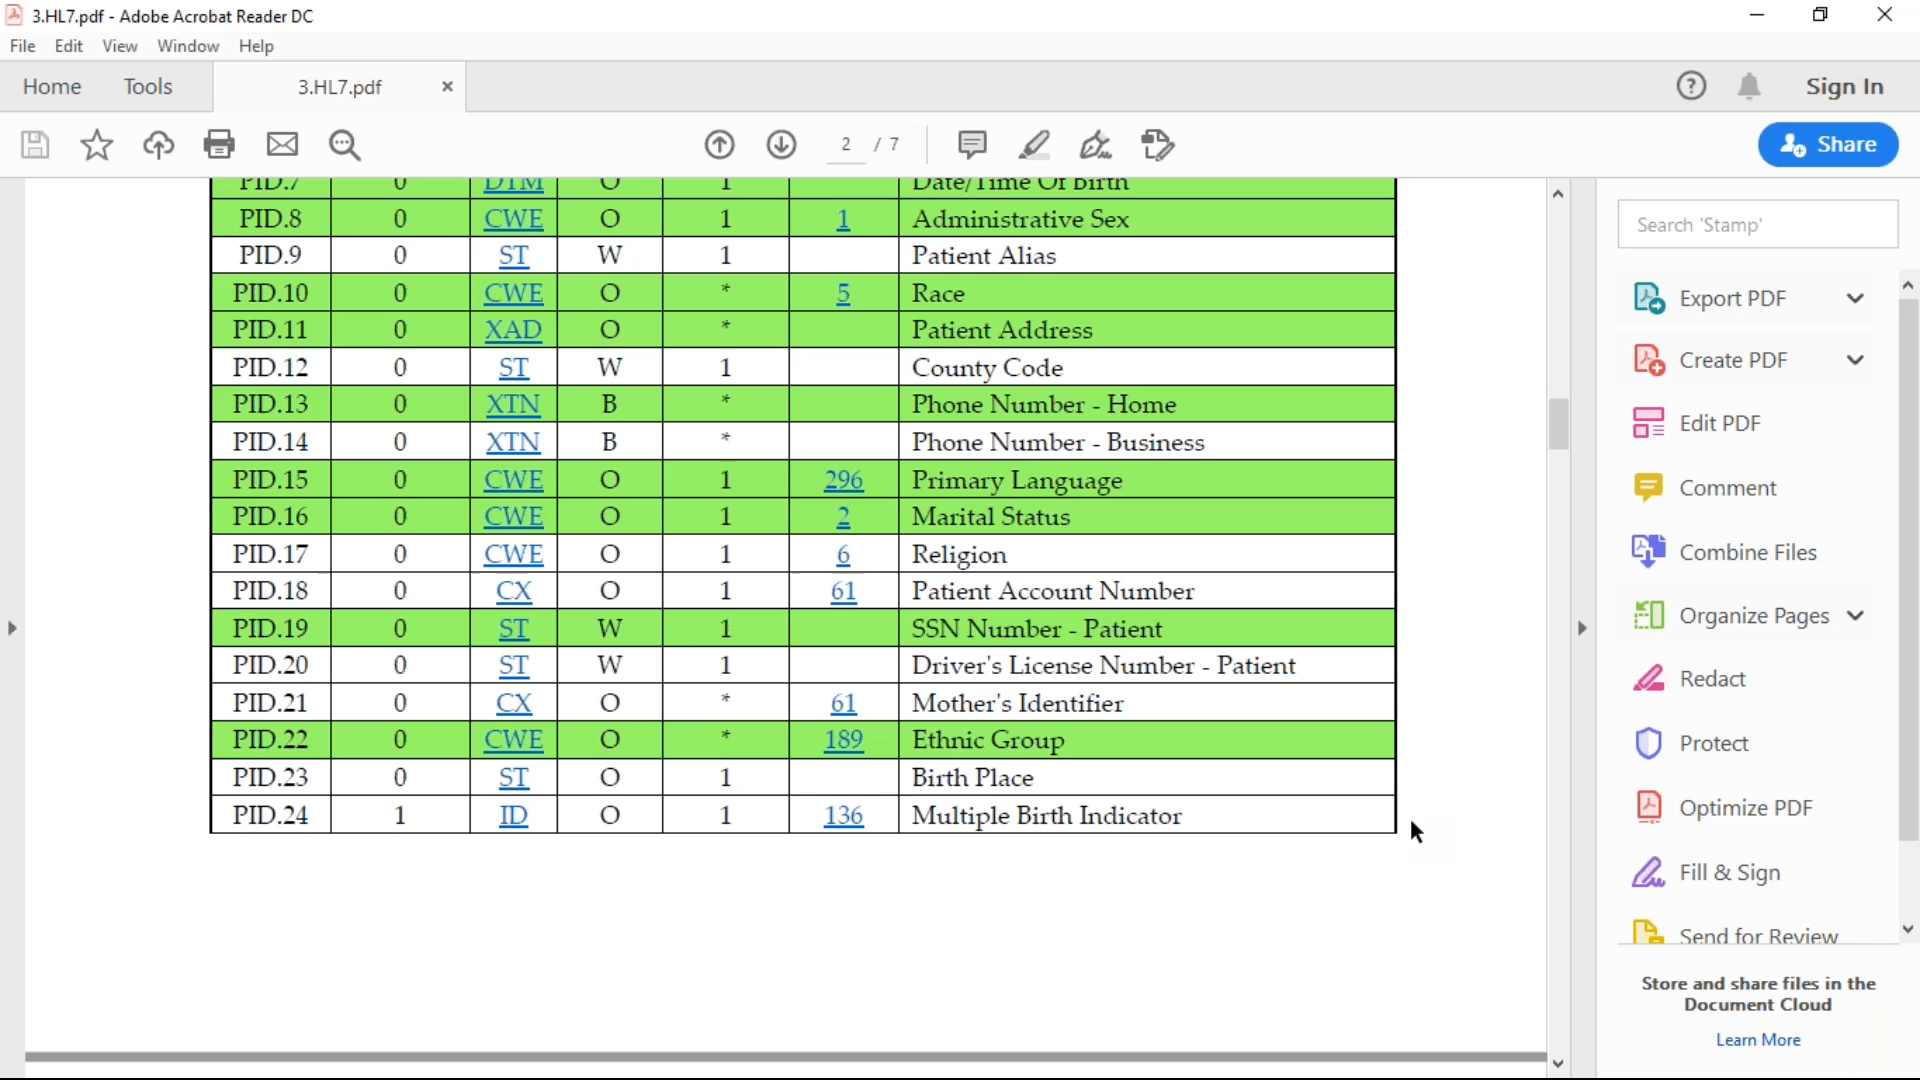 3.HL7.pdf - Adobe Acrobat Reader DC
File Edit View Window Help
Home Tools 3.HL7.pdf × Sign In
2 / 7 Share
PID.7 0 DTM O 1 Date/Time Of Birth
PID.8 0 CWE O 1 1 Administrative Sex
PID.9 0 ST W 1 Patient Alias
PID.10 0 CWE O * 5 Race
PID.11 0 XAD O * Patient Address
PID.12 0 ST W 1 County Code
PID.13 0 XTN B * Phone Number - Home
PID.14 0 XTN B * Phone Number - Business
PID.15 0 CWE O 1 296 Primary Language
PID.16 0 CWE O 1 2 Marital Status
PID.17 0 CWE O 1 6 Religion
PID.18 0 CX O 1 61 Patient Account Number
PID.19 0 ST W 1 SSN Number - Patient
PID.20 0 ST W 1 Driver's License Number - Patient
PID.21 0 CX O * 61 Mother's Identifier
PID.22 0 CWE O * 189 Ethnic Group
PID.23 0 ST O 1 Birth Place
PID.24 1 ID O 1 136 Multiple Birth Indicator
Search 'Stamp'
Export PDF
Create PDF
Edit PDF
Comment
Combine Files
Organize Pages
Redact
Protect
Optimize PDF
Fill & Sign
Send for Review
Store and share files in the
Document Cloud
Learn More